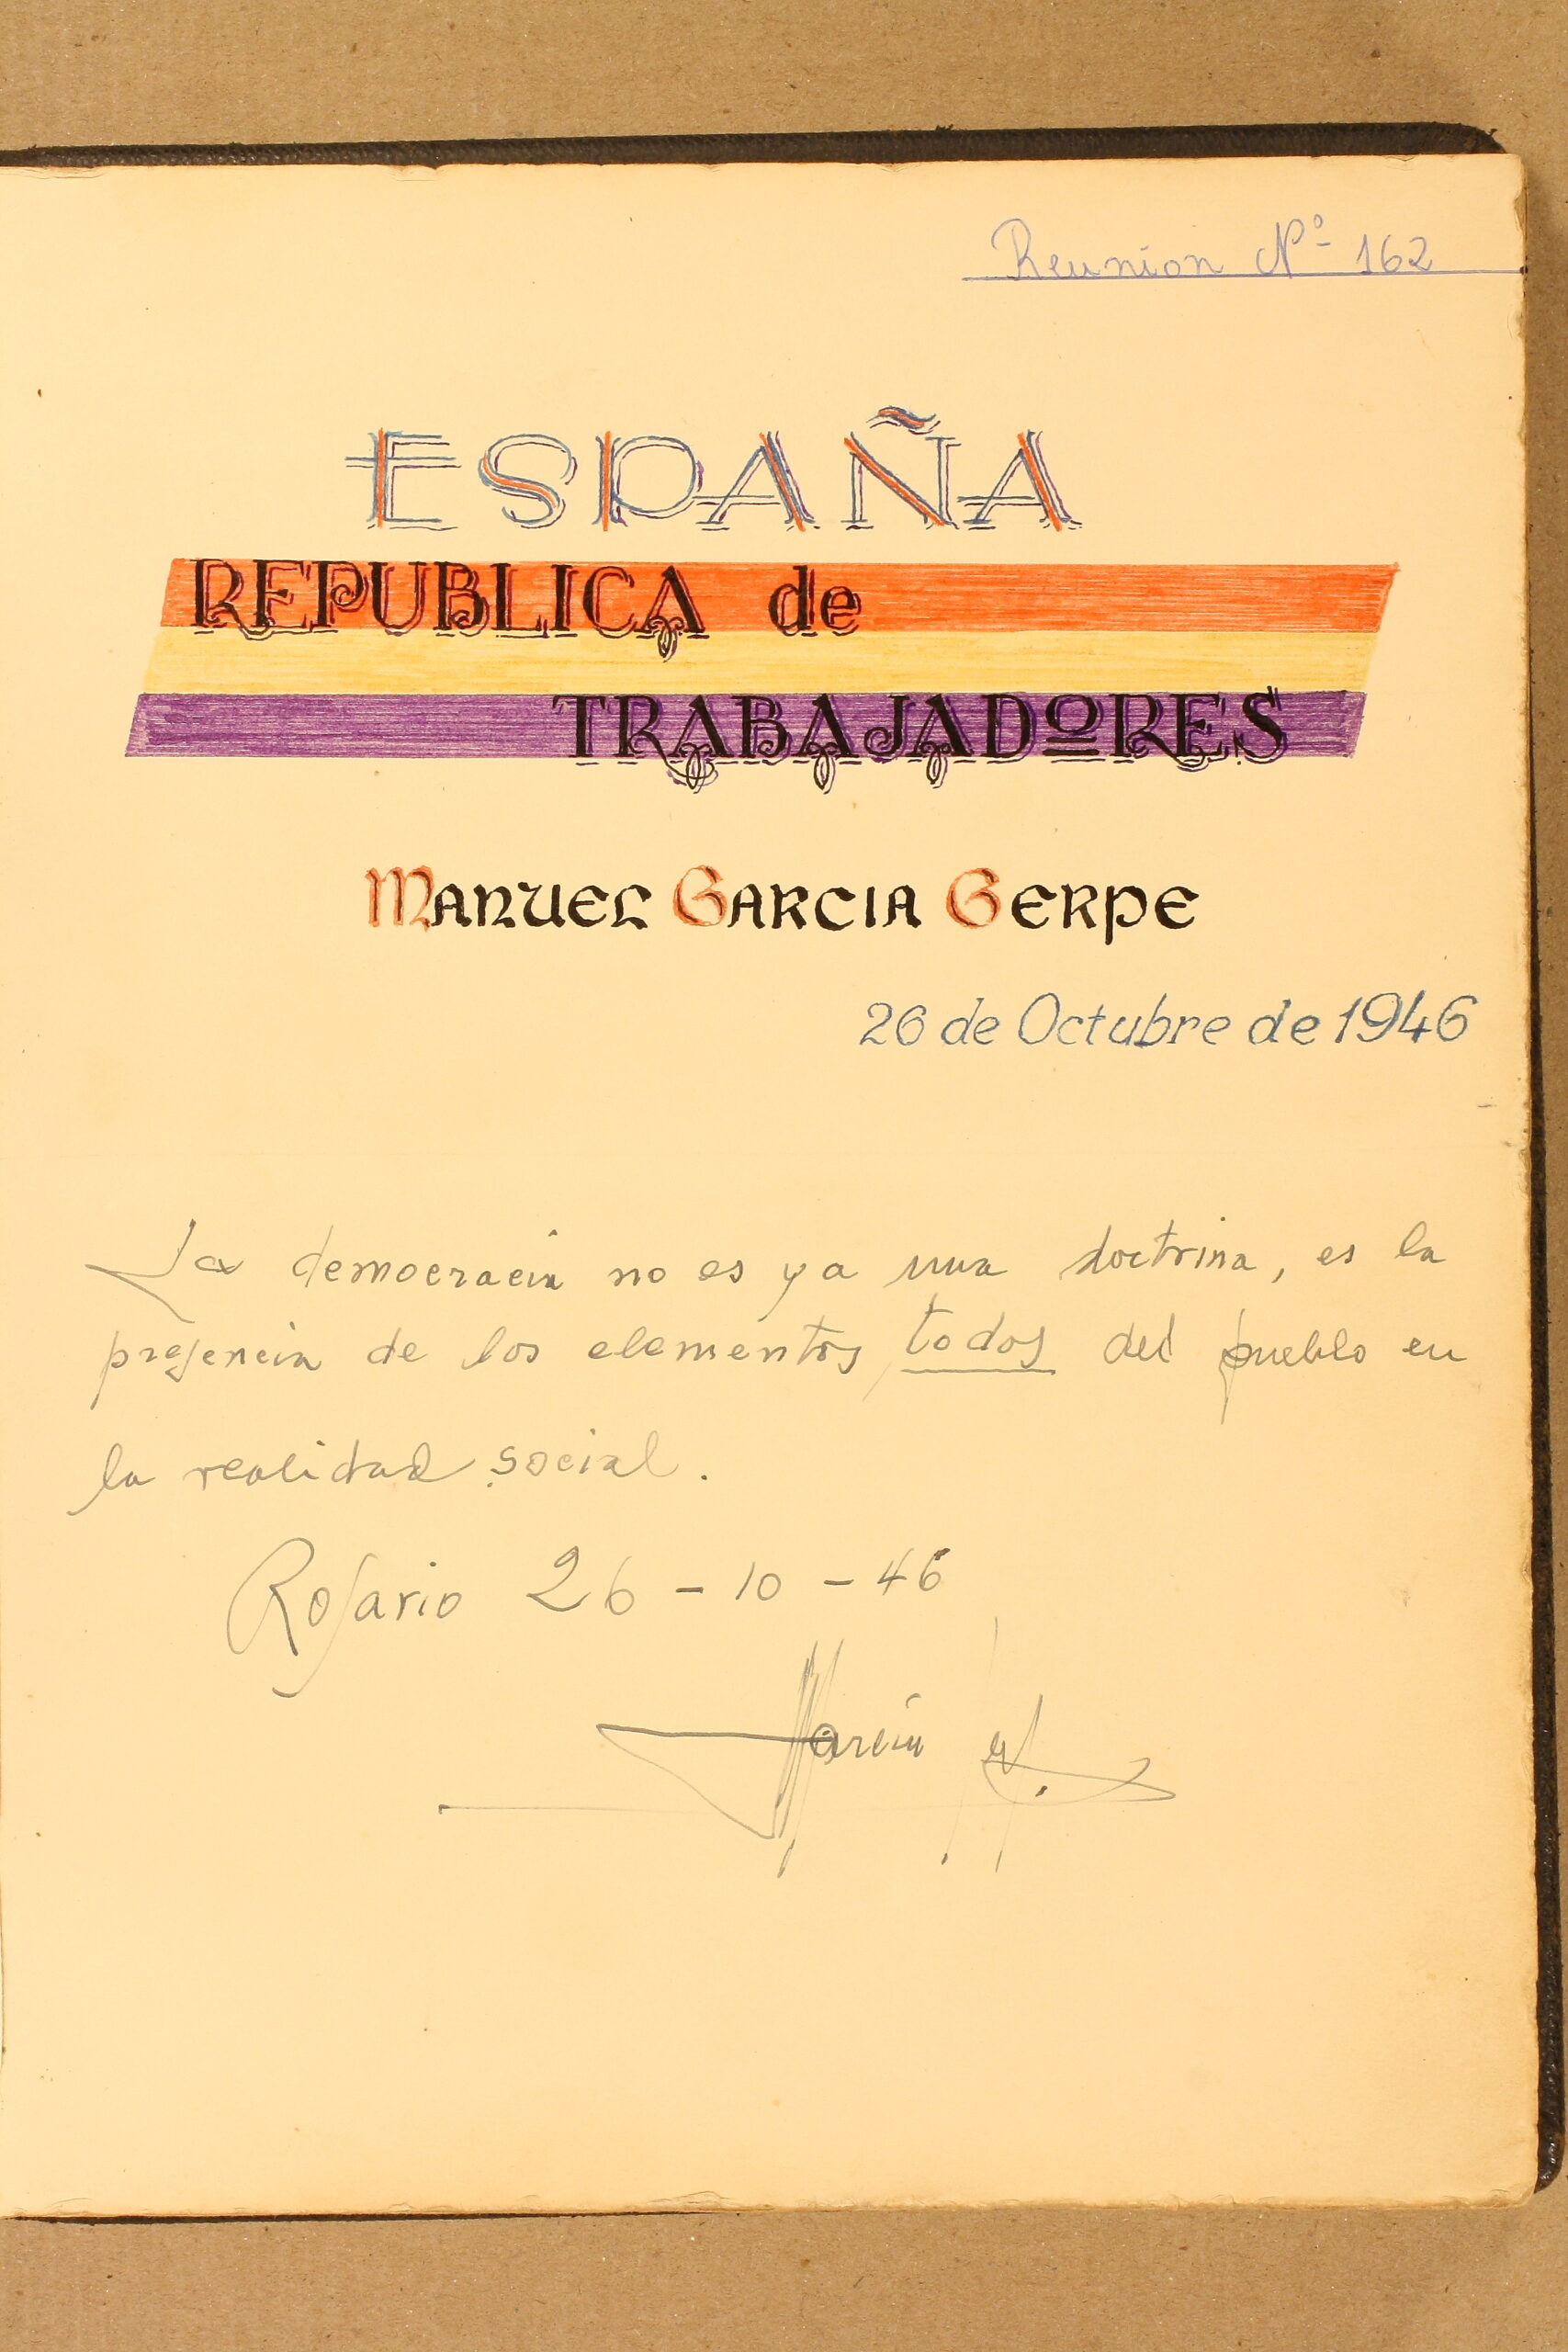 Reunion Nº 162
ESPAÑA
REPUBLICA de
TRABAJADORES
MANUEL GARCIA GERPE
26 de Octubre de 1946
La democracia no es ya una doctrina, es la
presencia de los elementos, todos del pueblo en
la realidad social.
Rosario 26-10-46
García